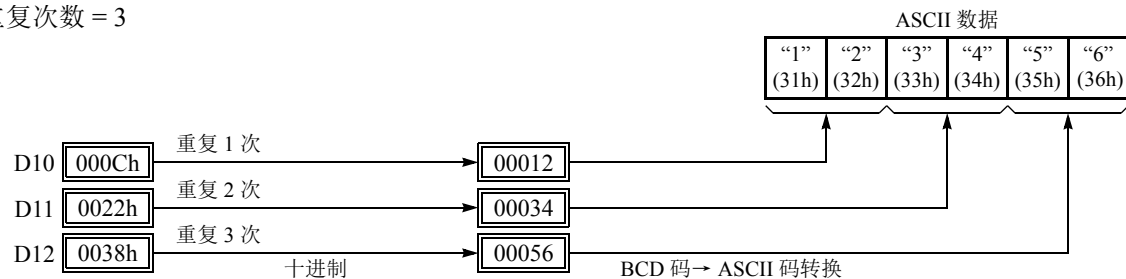 复次数 = 3
ASCII 数据
“1” “2” “3” “4” “5” “6”
(31h) (32h) (33h) (34h) (35h) (36h)
重复 1 次
D10 000Ch 00012
重复 2 次
D11 0022h 00034
重复 3 次
D12 0038h 00056
十进制 BCD 码→ ASCII 码转换